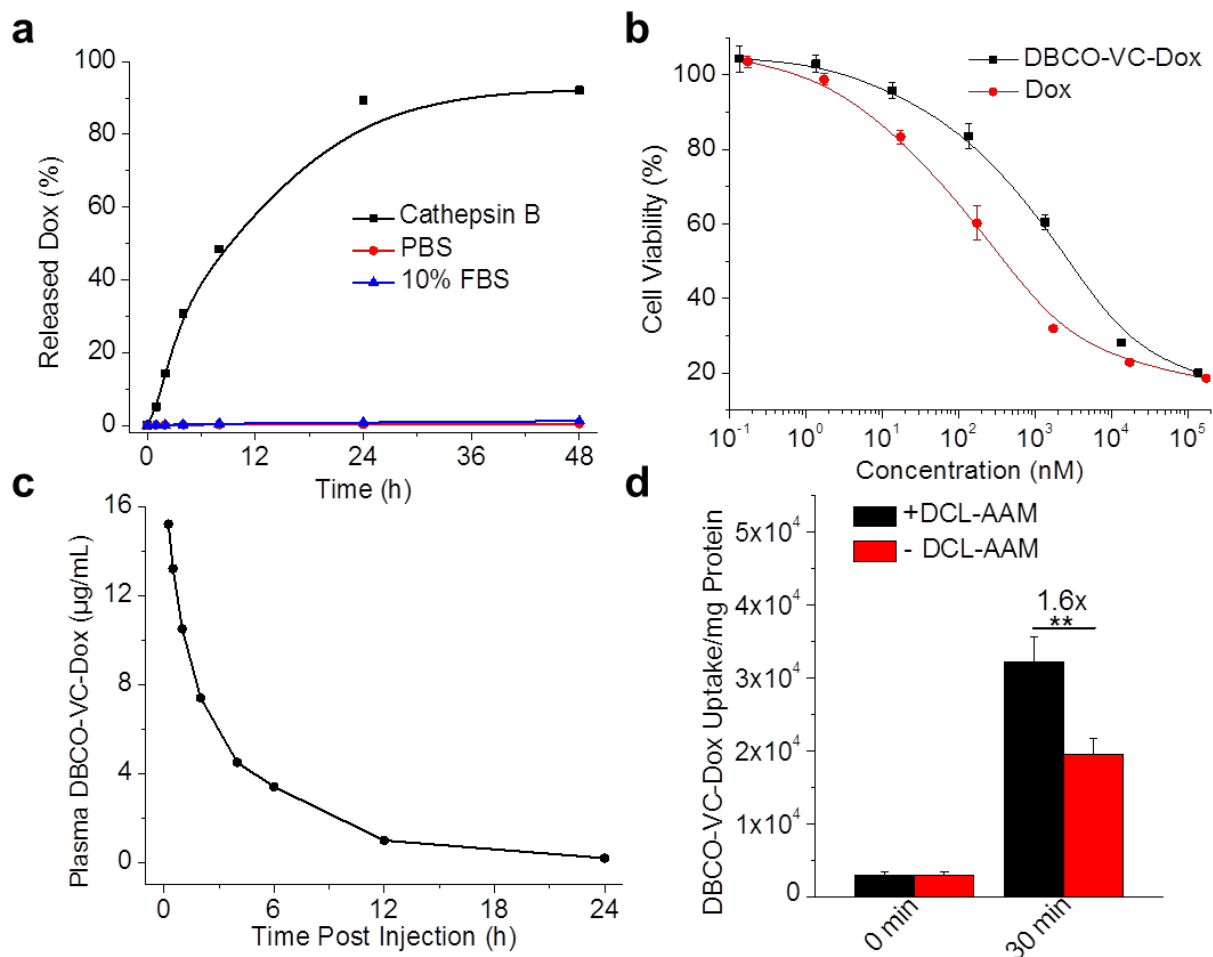 a
100
80
60
40
20
0
Released Dox (%)
Cathepsin B
PBS
10% FBS
0 12 24 36 48
Time (h)
b
100
80
60
40
20
Cell Viability (%)
DBCO-VC-Dox
Dox
10⁻¹ 10⁰ 10¹ 10² 10³ 10⁴ 10⁵
Concentration (nM)
c
16
12
8
4
0
Plasma DBCO-VC-Dox (µg/mL)
0 6 12 18 24
Time Post Injection (h)
d
5x10⁴
4x10⁴
3x10⁴
2x10⁴
1x10⁴
0
DBCO-VC-Dox Uptake/mg Protein
+DCL-AAM
- DCL-AAM
1.6x
**
0 min
30 min